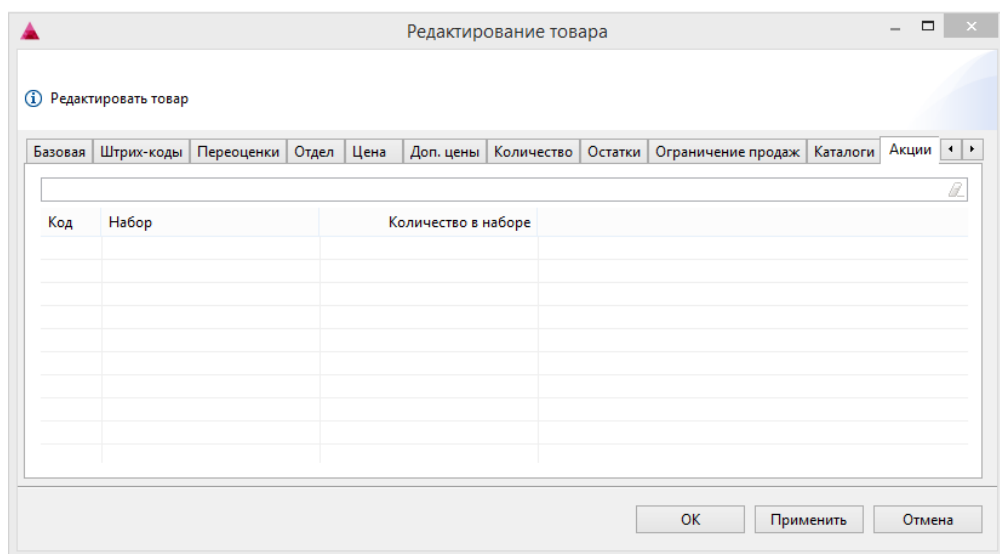 Редактирование товара
Редактировать товар
Базовая Штрих-коды Переоценки Отдел Цена Доп. цены Количество Остатки Ограничение продаж Каталоги Акции
Код Набор Количество в наборе
ОК Применить Отмена